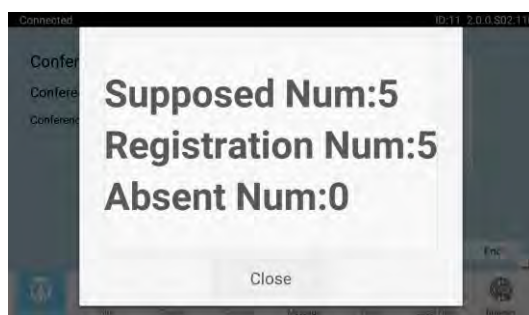 Connected
ID:11 2.0.0.S02.11
Confer
Confere
Conferenc
Supposed Num:5
Registration Num:5
Absent Num:0
Close